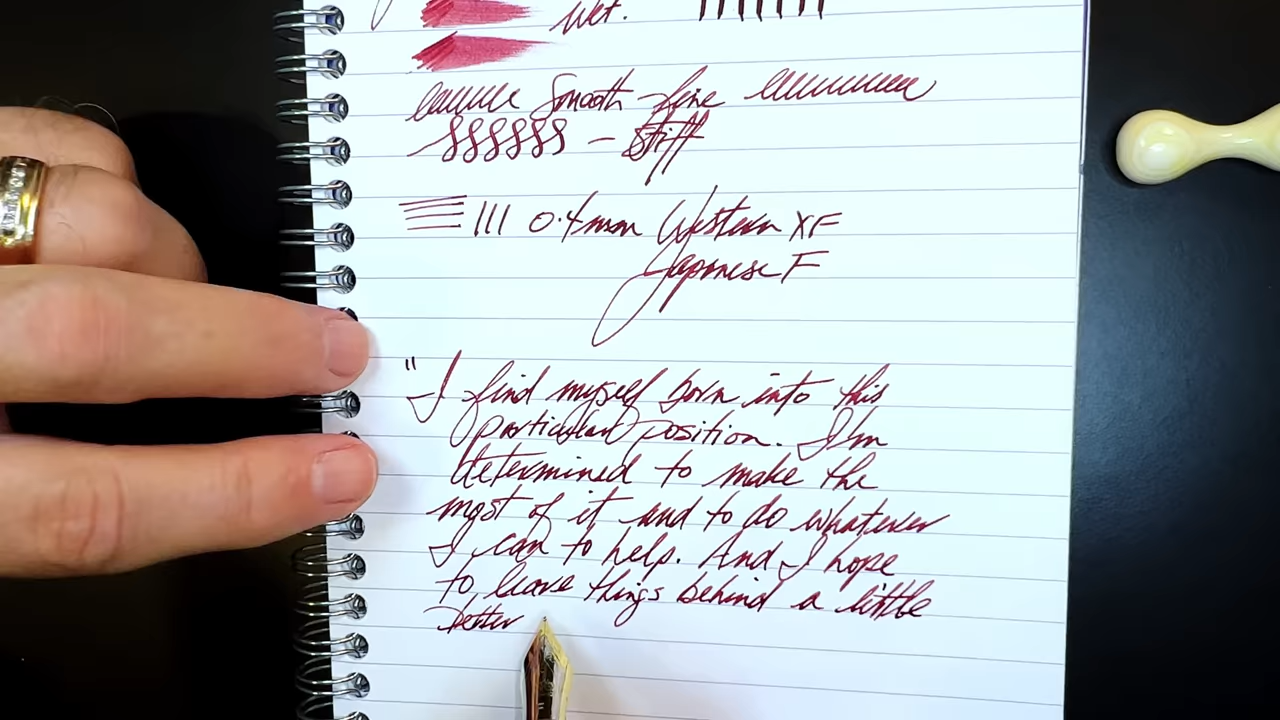 Wet.
Smooth - fine
- Stiff
0.4mm Western XF
Japanese F
"I find myself born into this
particular position. I'm
determined to make the
most of it and to do whatever
I can to help. And I hope
to leave things behind a little
better